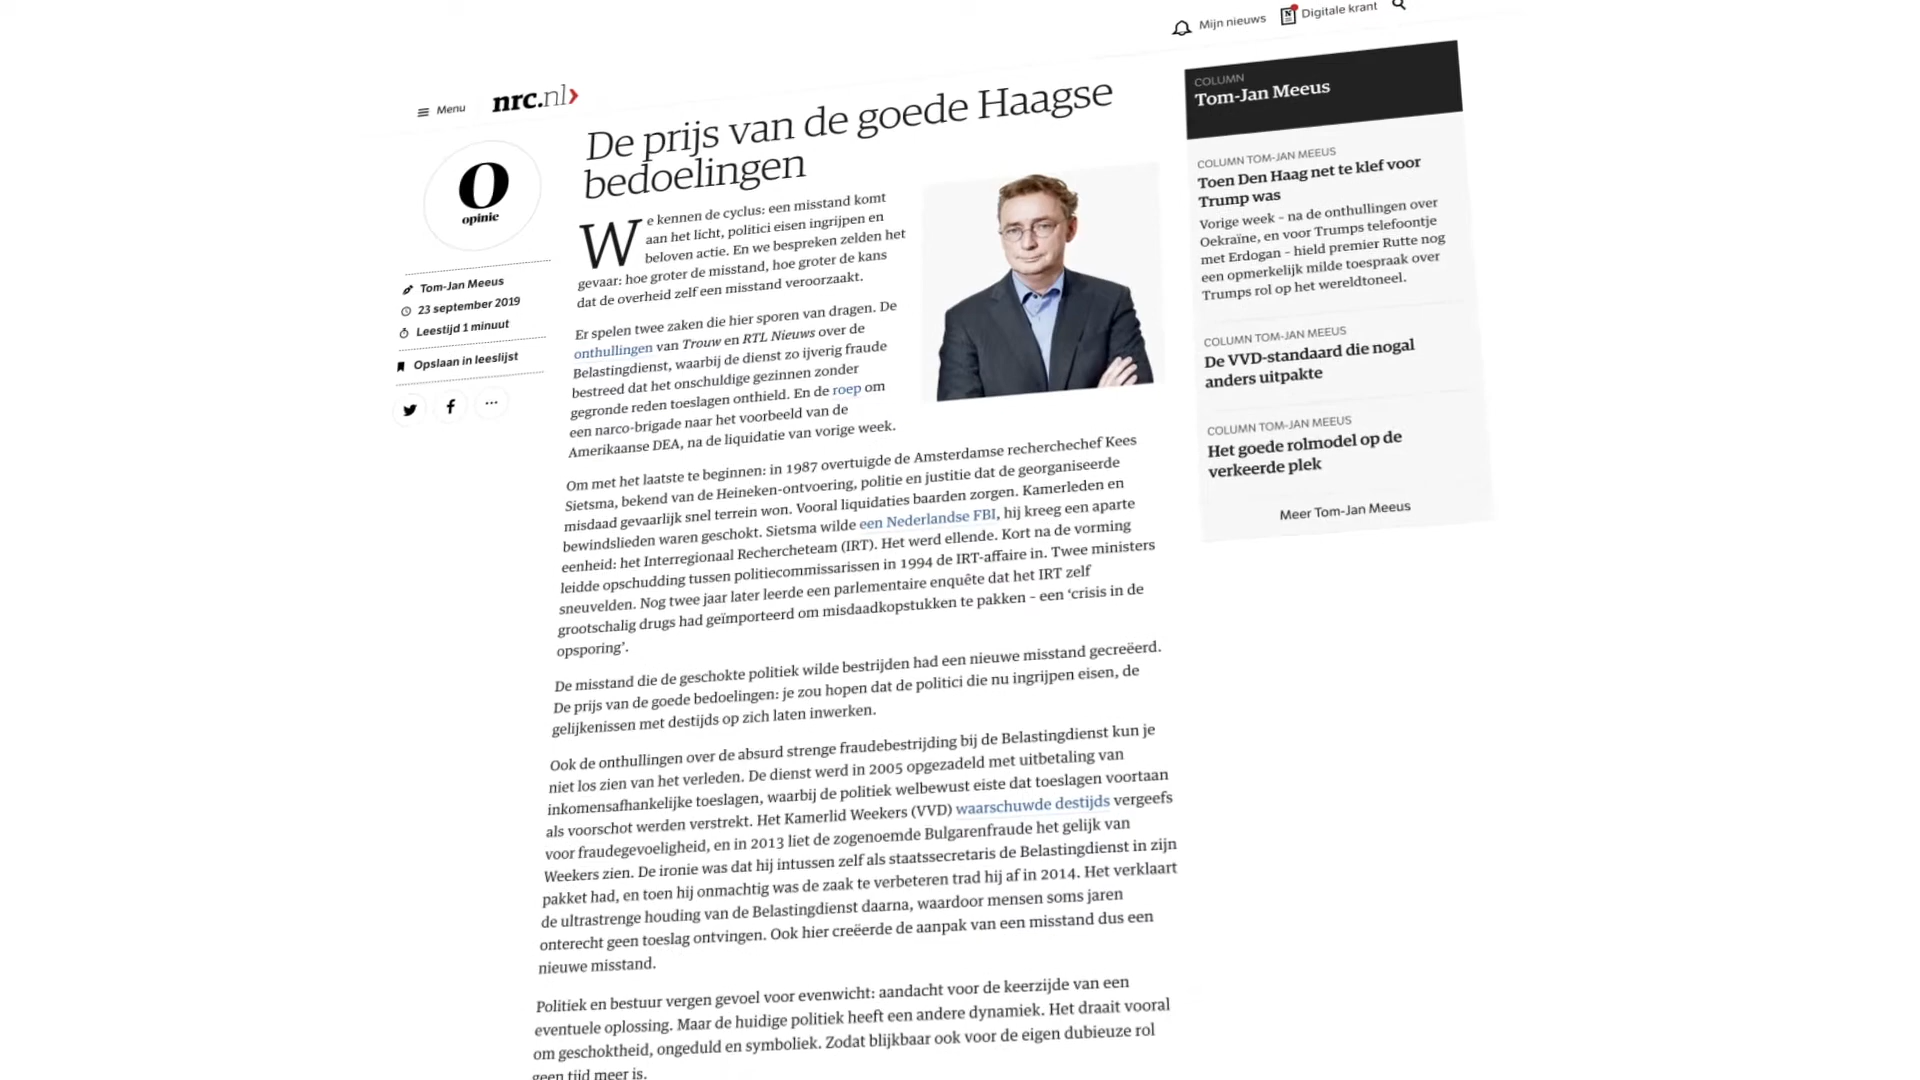 Mijn nieuws
Digitale krant
Menu
nrc.nl
opinie
Tom-Jan Meeus
23 september 2019
Leestijd 1 minuut
Opslaan in leeslijst
De prijs van de goede Haagse
bedoelingen
We kennen de cyclus: een misstand komt
aan het licht, politici eisen ingrijpen en
beloven actie. En we bespreken zelden het
gevaar: hoe groter de misstand, hoe groter de kans
dat de overheid zelf een misstand veroorzaakt.
Er spelen twee zaken die hier sporen van dragen. De
onthullingen van Trouw en RTL Nieuws over de
Belastingdienst, waarbij de dienst zo ijverig fraude
bestreed dat het onschuldige gezinnen zonder
gegronde reden toeslagen onthield. En de roep om
een narco-brigade naar het voorbeeld van de
Amerikaanse DEA, na de liquidatie van vorige week.
Om met het laatste te beginnen: in 1987 overtuigde de Amsterdamse recherchechef Kees
Sietsma, bekend van de Heineken-ontvoering, politie en justitie dat de georganiseerde
misdaad gevaarlijk snel terrein won. Vooral liquidaties baarden zorgen. Kamerleden en
bewindslieden waren geschokt. Sietsma wilde een Nederlandse FBI, hij kreeg een aparte
eenheid: het Interregionaal Rechercheteam (IRT). Het werd ellende. Kort na de vorming
leidde opschudding tussen politiecommissarissen in 1994 de IRT-affaire in. Twee ministers
sneuvelden. Nog twee jaar later leerde een parlementaire enquête dat het IRT zelf
grootschalig drugs had geïmporteerd om misdaadkopstukken te pakken – een ‘crisis in de
opsporing’.
De misstand die de geschokte politiek wilde bestrijden had een nieuwe misstand gecreëerd.
De prijs van de goede bedoelingen: je zou hopen dat de politici die nu ingrijpen eisen, de
gelijkenissen met destijds op zich laten inwerken.
Ook de onthullingen over de absurd strenge fraudebestrijding bij de Belastingdienst kun je
niet los zien van het verleden. De dienst werd in 2005 opgezadeld met uitbetaling van
inkomensafhankelijke toeslagen, waarbij de politiek welbewust eiste dat toeslagen voortaan
als voorschot werden verstrekt. Het Kamerlid Weekers (VVD) waarschuwde destijds vergeefs
voor fraudegevoeligheid, en in 2013 liet de zogenoemde Bulgarenfraude het gelijk van
Weekers zien. De ironie was dat hij intussen zelf als staatssecretaris de Belastingdienst in zijn
pakket had, en toen hij onmachtig was de zaak te verbeteren trad hij af in 2014. Het verklaart
de ultrastrenge houding van de Belastingdienst daarna, waardoor mensen soms jaren
onterecht geen toeslag ontvingen. Ook hier creëerde de aanpak van een misstand dus een
nieuwe misstand.
Politiek en bestuur vergen gevoel voor evenwicht: aandacht voor de keerzijde van een
eventuele oplossing. Maar de huidige politiek heeft een andere dynamiek. Het draait vooral
om geschoktheid, ongeduld en symboliek. Zodat blijkbaar ook voor de eigen dubieuze rol
geen tijd meer is.
COLUMN
Tom-Jan Meeus
COLUMN TOM-JAN MEEUS
Toen Den Haag net te klef voor
Trump was
Vorige week – na de onthullingen over
Oekraïne, en voor Trumps telefoontje
met Erdogan – hield premier Rutte nog
een opmerkelijk milde toespraak over
Trumps rol op het wereldtoneel.
COLUMN TOM-JAN MEEUS
De VVD-standaard die nogal
anders uitpakte
COLUMN TOM-JAN MEEUS
Het goede rolmodel op de
verkeerde plek
Meer Tom-Jan Meeus